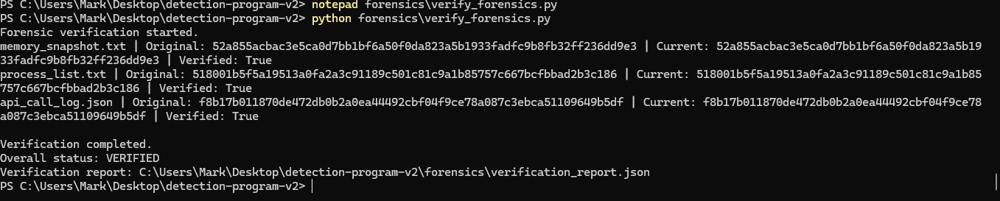 PS C:\Users\Mark\Desktop\detection-program-v2> notepad forensics\verify_forensics.py
PS C:\Users\Mark\Desktop\detection-program-v2> python forensics\verify_forensics.py
Forensic verification started.
memory_snapshot.txt | Original: 52a855acbac3e5ca0d7bb1bf6a50f0da823a5b1933fadfc9b8fb32ff236dd9e3 | Current: 52a855acbac3e5ca0d7bb1bf6a50f0da823a5b19
33fadfc9b8fb32ff236dd9e3 | Verified: True
process_list.txt | Original: 518001b5f5a19513a0fa2a3c91189c501c81c9a1b85757c667bcfbbad2b3c186 | Current: 518001b5f5a19513a0fa2a3c91189c501c81c9a1b85
757c667bcfbbad2b3c186 | Verified: True
api_call_log.json | Original: f8b17b011870de472db0b2a0ea44492cbf04f9ce78a087c3ebca51109649b5df | Current: f8b17b011870de472db0b2a0ea44492cbf04f9ce78
a087c3ebca51109649b5df | Verified: True
Verification completed.
Overall status: VERIFIED
Verification report: C:\Users\Mark\Desktop\detection-program-v2\forensics\verification_report.json
PS C:\Users\Mark\Desktop\detection-program-v2>